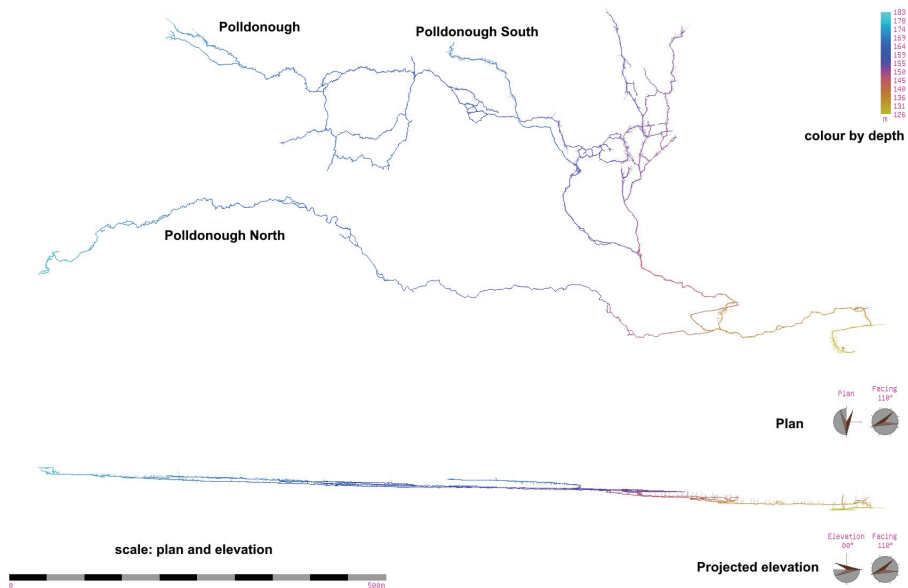 Polldonough
Polldonough South
183
178
174
169
164
159
155
150
145
140
136
131
126
m
colour by depth
Polldonough North
Plan
Facing
110°
Plan
scale: plan and elevation
0
500m
Elevation
00°
Facing
110°
Projected elevation